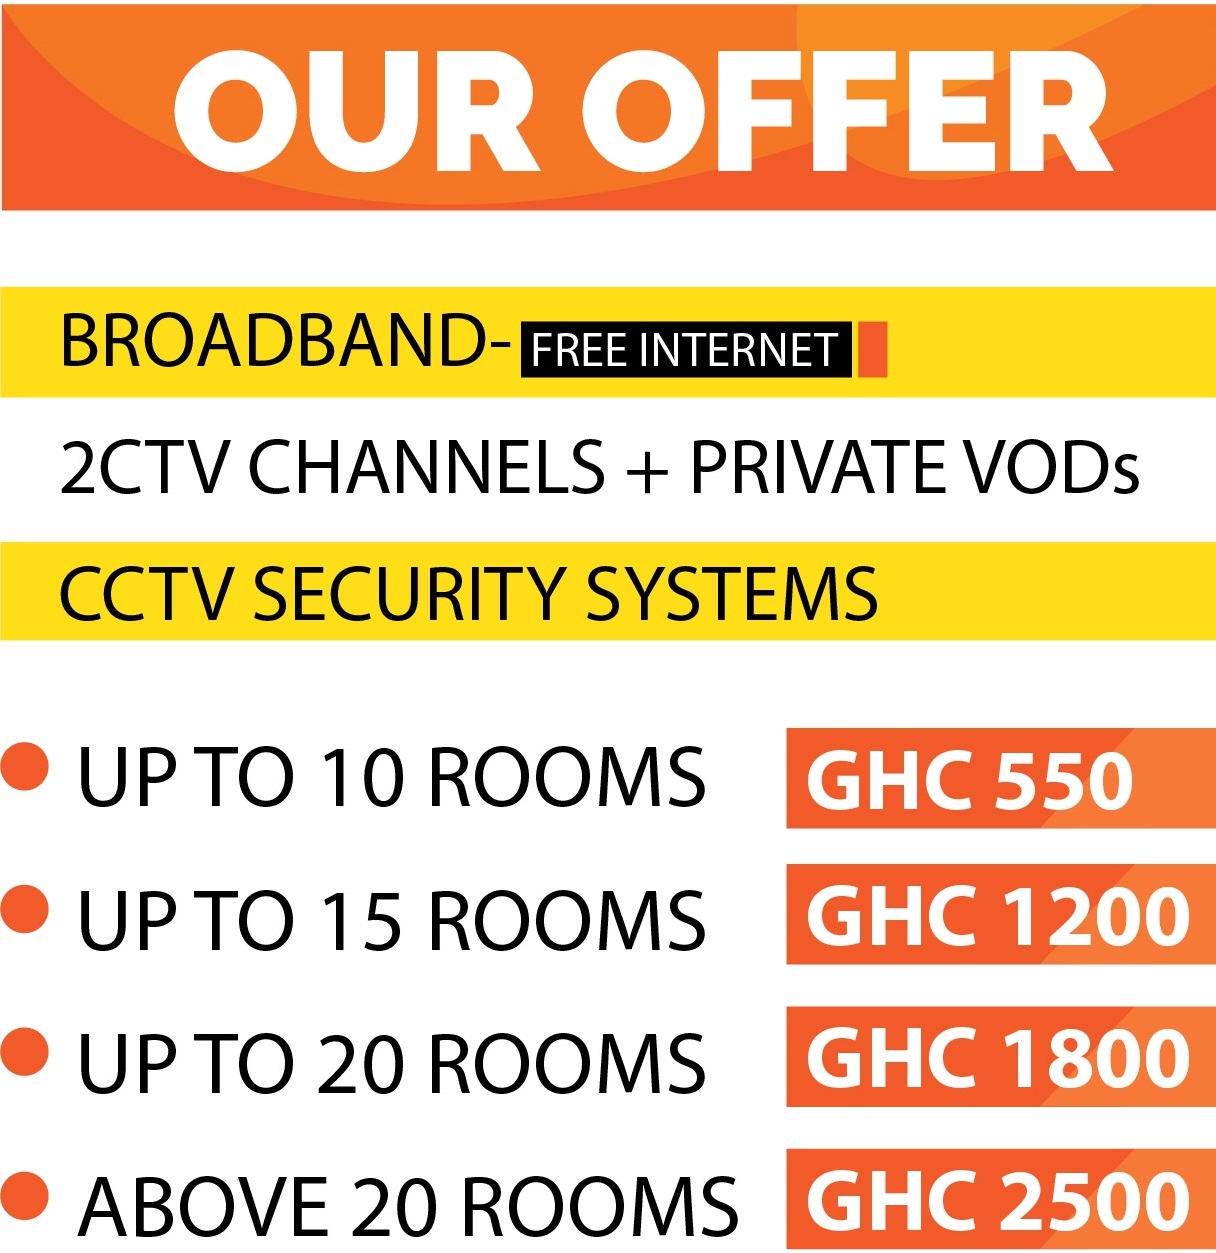 OUR OFFER
BROADBAND- FREE INTERNET
2CTV CHANNELS + PRIVATE VODs
CCTV SECURITY SYSTEMS
UP TO 10 ROOMS GHC 550
UP TO 15 ROOMS GHC 1200
UP TO 20 ROOMS GHC 1800
ABOVE 20 ROOMS GHC 2500